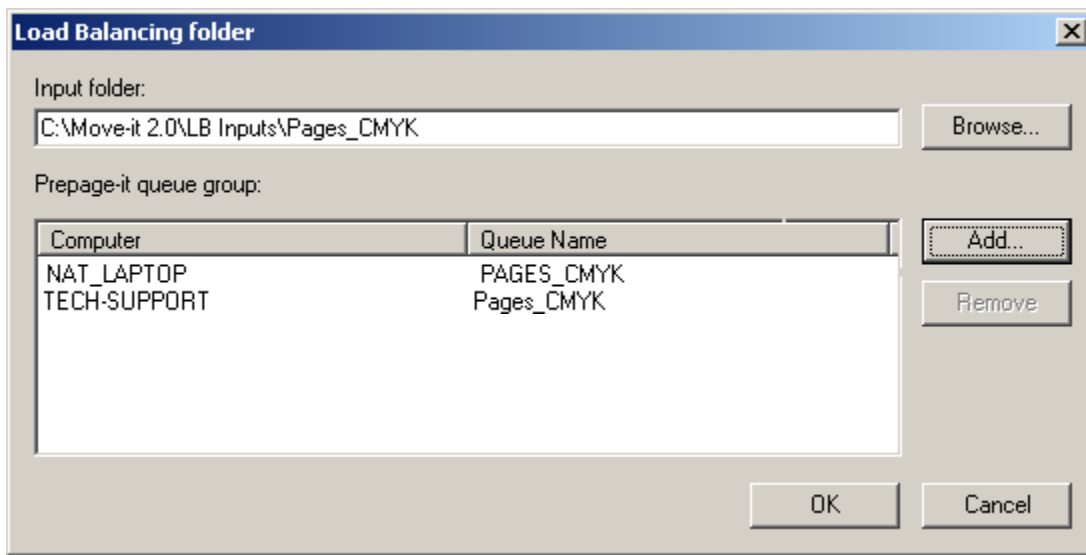 Load Balancing folder
Input folder:
C:\Move-it 2.0\LB Inputs\Pages_CMYK
Browse...
Prepage-it queue group:
Computer Queue Name
Add...
NAT_LAPTOP PAGES_CMYK
TECH-SUPPORT Pages_CMYK
Remove
OK Cancel